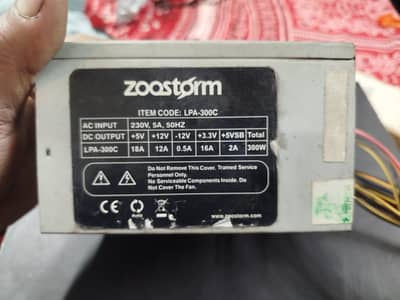 zoostorm
ITEM CODE: LPA-300C
AC INPUT 230V, 5A, 50HZ
DC OUTPUT +5V +12V -12V +3.3V +5VSB Total
LPA-300C 18A 12A 0.5A 16A 2A 300W
Do Not Remove This Cover, Trained Service
Personnel Only.
No Serviceable Components Inside. Do
Not Cover The Fan.
CE
RoHS
www.zoostorm.com